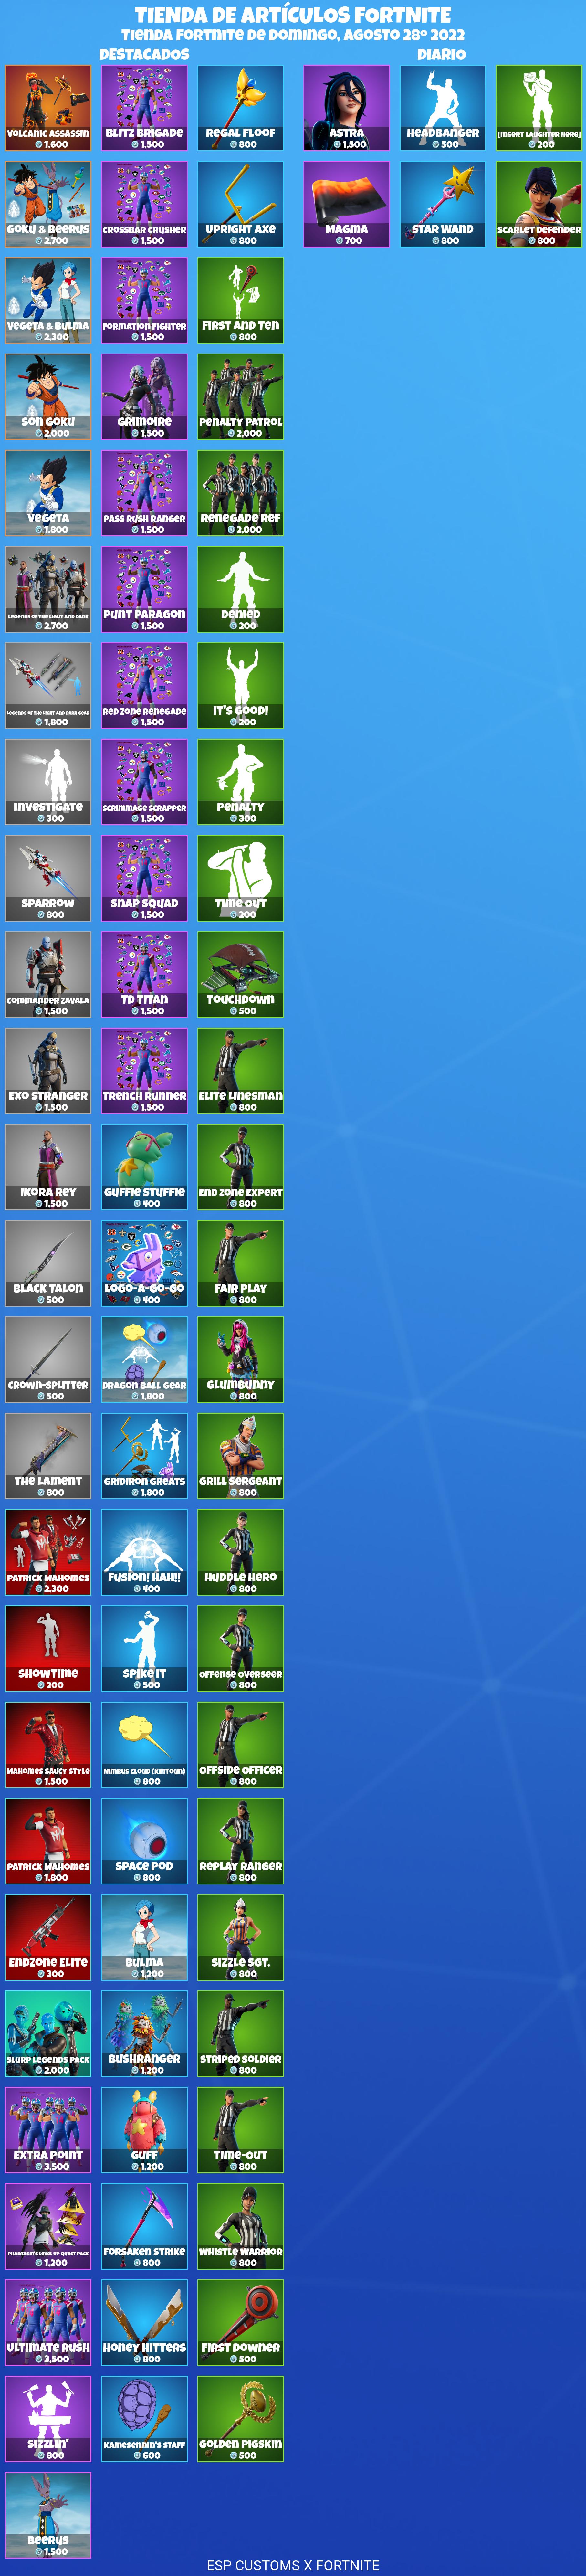 TIENDA DE ARTÍCULOS FORTNITE
TIENDA FORTNITE DE DOMINGO, AGOSTO 28º 2022
DESTACADOS
DIARIO
VOLCANIC ASSASSIN
1,600
BLITZ BRIGADE
1,500
REGAL FLOOF
800
ASTRA
1,500
HEADBANGER
500
[INSERT LAUGHTER HERE]
200
GOKU & BEERUS
2,700
CROSSBAR CRUSHER
1,500
UPRIGHT AXE
800
MAGMA
700
STAR WAND
800
SCARLET DEFENDER
800
VEGETA & BULMA
2,300
FORMATION FIGHTER
1,500
FIRST AND TEN
800
SON GOKU
2,000
GRIMOIRE
1,500
PENALTY PATROL
2,000
VEGETA
1,800
PASS RUSH RANGER
1,500
RENEGADE REF
2,000
LEGENDS OF THE LIGHT AND DARK
2,700
PUNT PARAGON
1,500
DENIED
200
LEGENDS OF THE LIGHT AND DARK GEAR
1,800
RED ZONE RENEGADE
1,500
IT'S GOOD!
200
INVESTIGATE
300
SCRIMMAGE SCRAPPER
1,500
PENALTY
300
SPARROW
800
SNAP SQUAD
1,500
TIME OUT
200
COMMANDER ZAVALA
1,500
TD TITAN
1,500
TOUCHDOWN
500
EXO STRANGER
1,500
TRENCH RUNNER
1,500
ELITE LINESMAN
800
IKORA REY
1,500
GUFFIE STUFFIE
400
END ZONE EXPERT
800
BLACK TALON
500
LOGO-A-GO-GO
400
FAIR PLAY
800
CROWN-SPLITTER
500
DRAGON BALL GEAR
1,800
GLUMBUNNY
800
THE LAMENT
800
GRIDIRON GREATS
1,800
GRILL SERGEANT
800
PATRICK MAHOMES
2,300
FUSION! HAH!!
400
HUDDLE HERO
800
SHOWTIME
200
SPIKE IT
500
OFFENSE OVERSEER
800
MAHOMES SAUCY STYLE
1,500
NIMBUS CLOUD (KINTOUN)
800
OFFSIDE OFFICER
800
PATRICK MAHOMES
1,800
SPACE POD
800
REPLAY RANGER
800
ENDZONE ELITE
300
BULMA
1,200
SIZZLE SGT.
800
SLURP LEGENDS PACK
2,000
BUSHRANGER
1,200
STRIPED SOLDIER
800
EXTRA POINT
3,500
GUFF
1,200
TIME-OUT
800
PHANTASM'S LEVEL UP QUEST PACK
1,200
FORSAKEN STRIKE
800
WHISTLE WARRIOR
800
ULTIMATE RUSH
3,500
HONEY HITTERS
800
FIRST DOWNER
500
SIZZLIN'
800
KAMESENNIN'S STAFF
600
GOLDEN PIGSKIN
500
BEERUS
1,500
ESP CUSTOMS X FORTNITE